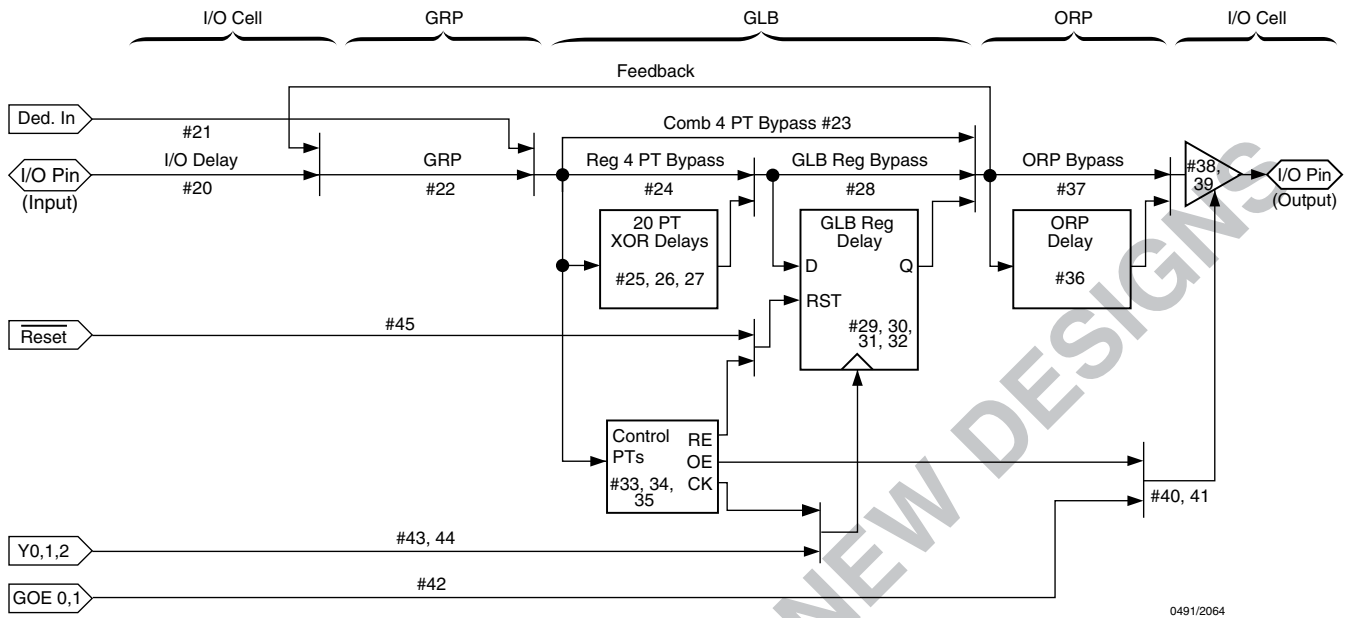 I/O Cell
GRP
GLB
ORP
I/O Cell
Feedback
Ded. In
#21
Comb 4 PT Bypass #23
I/O Pin
(Input)
I/O Delay
#20
GRP
#22
Reg 4 PT Bypass
#24
GLB Reg Bypass
#28
ORP Bypass
#37
#38,
39
I/O Pin
(Output)
20 PT
XOR Delays
#25, 26, 27
GLB Reg
Delay
D
Q
RST
#29, 30,
31, 32
ORP
Delay
#36
Reset
#45
Control
PTs
RE
OE
CK
#33, 34,
35
#40, 41
Y0,1,2
#43, 44
GOE 0,1
#42
0491/2064
NEW DESIGNS